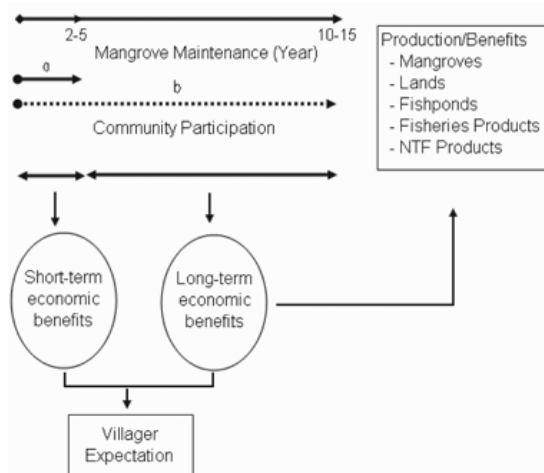 2-5
10-15
Mangrove Maintenance (Year)
a
b
Community Participation
Production/Benefits
- Mangroves
- Lands
- Fishponds
- Fisheries Products
- NTF Products
Short-term
economic
benefits
Long-term
economic
benefits
Villager
Expectation